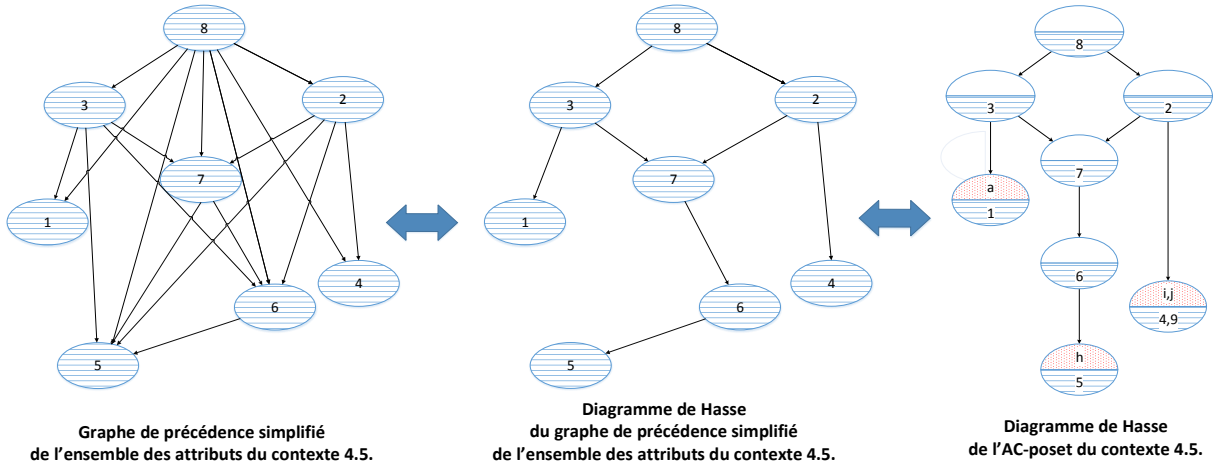 8
3
2
7
1
4
6
5
Graphe de précédence simplifié
de l'ensemble des attributs du contexte 4.5.
8
3
2
7
1
4
6
5
Diagramme de Hasse
du graphe de précédence simplifié
de l'ensemble des attributs du contexte 4.5.
8
3
2
7
a
1
6
i,j
4,9
h
5
Diagramme de Hasse
de l'AC-poset du contexte 4.5.